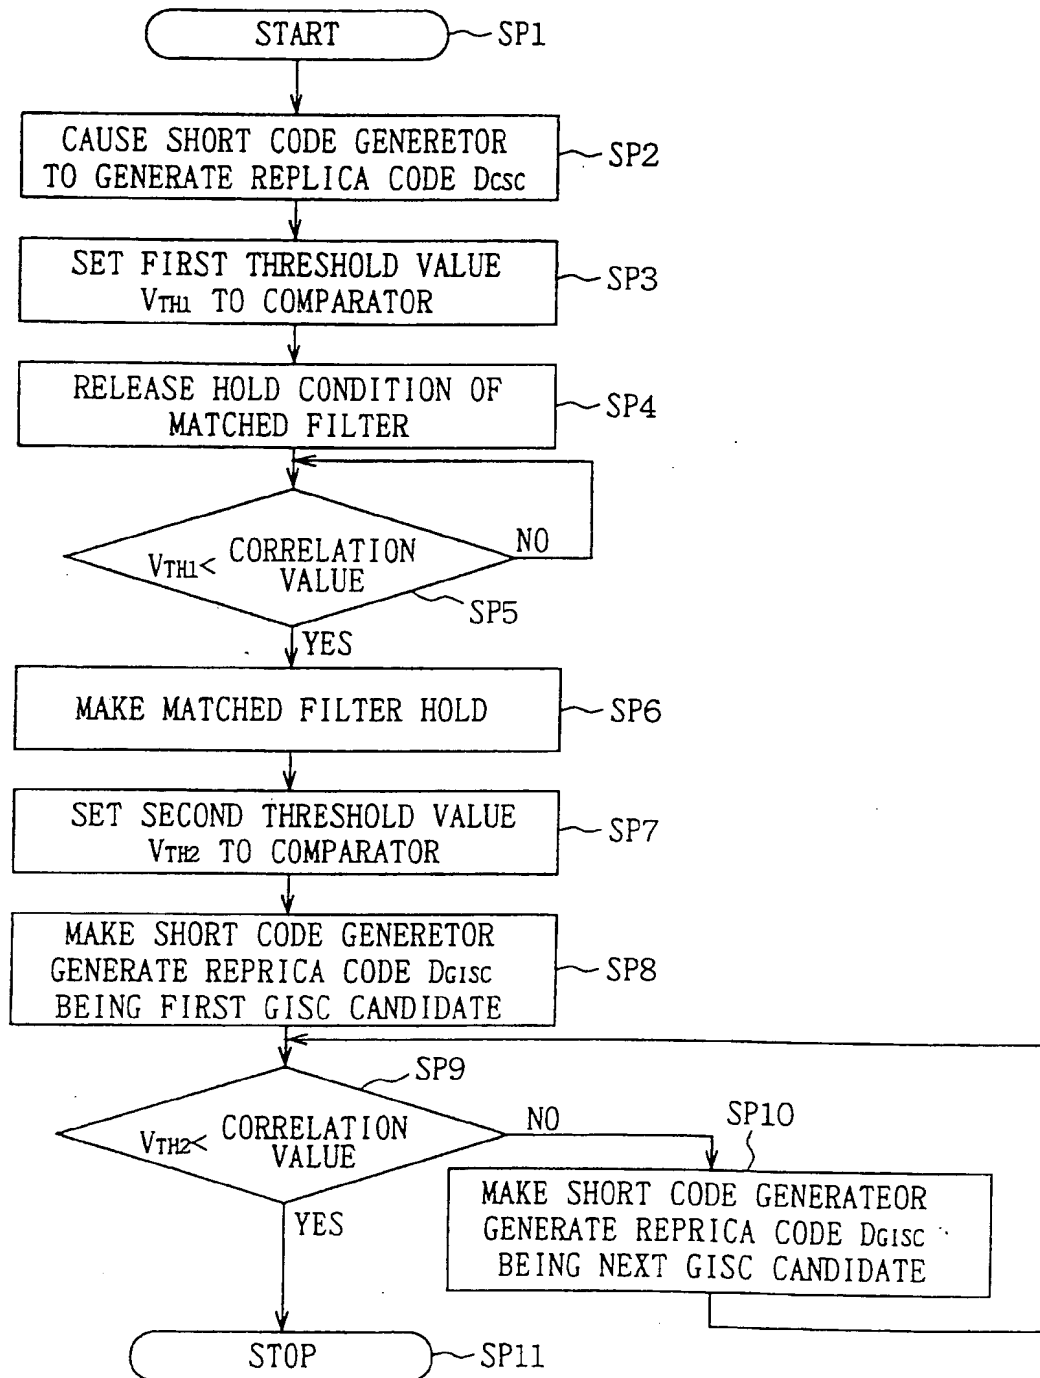 START
SP1
CAUSE SHORT CODE GENERETOR
TO GENERATE REPLICA CODE DCSC
SP2
SET FIRST THRESHOLD VALUE
VTH1 TO COMPARATOR
SP3
RELEASE HOLD CONDITION OF
MATCHED FILTER
SP4
VTH1< CORRELATION
VALUE
NO
SP5
YES
MAKE MATCHED FILTER HOLD
SP6
SET SECOND THRESHOLD VALUE
VTH2 TO COMPARATOR
SP7
MAKE SHORT CODE GENERETOR
GENERATE REPRICA CODE DGISC
BEING FIRST GISC CANDIDATE
SP8
SP9
VTH2< CORRELATION
VALUE
NO
YES
SP10
MAKE SHORT CODE GENERATEOR
GENERATE REPRICA CODE DGISC
BEING NEXT GISC CANDIDATE
STOP
SP11